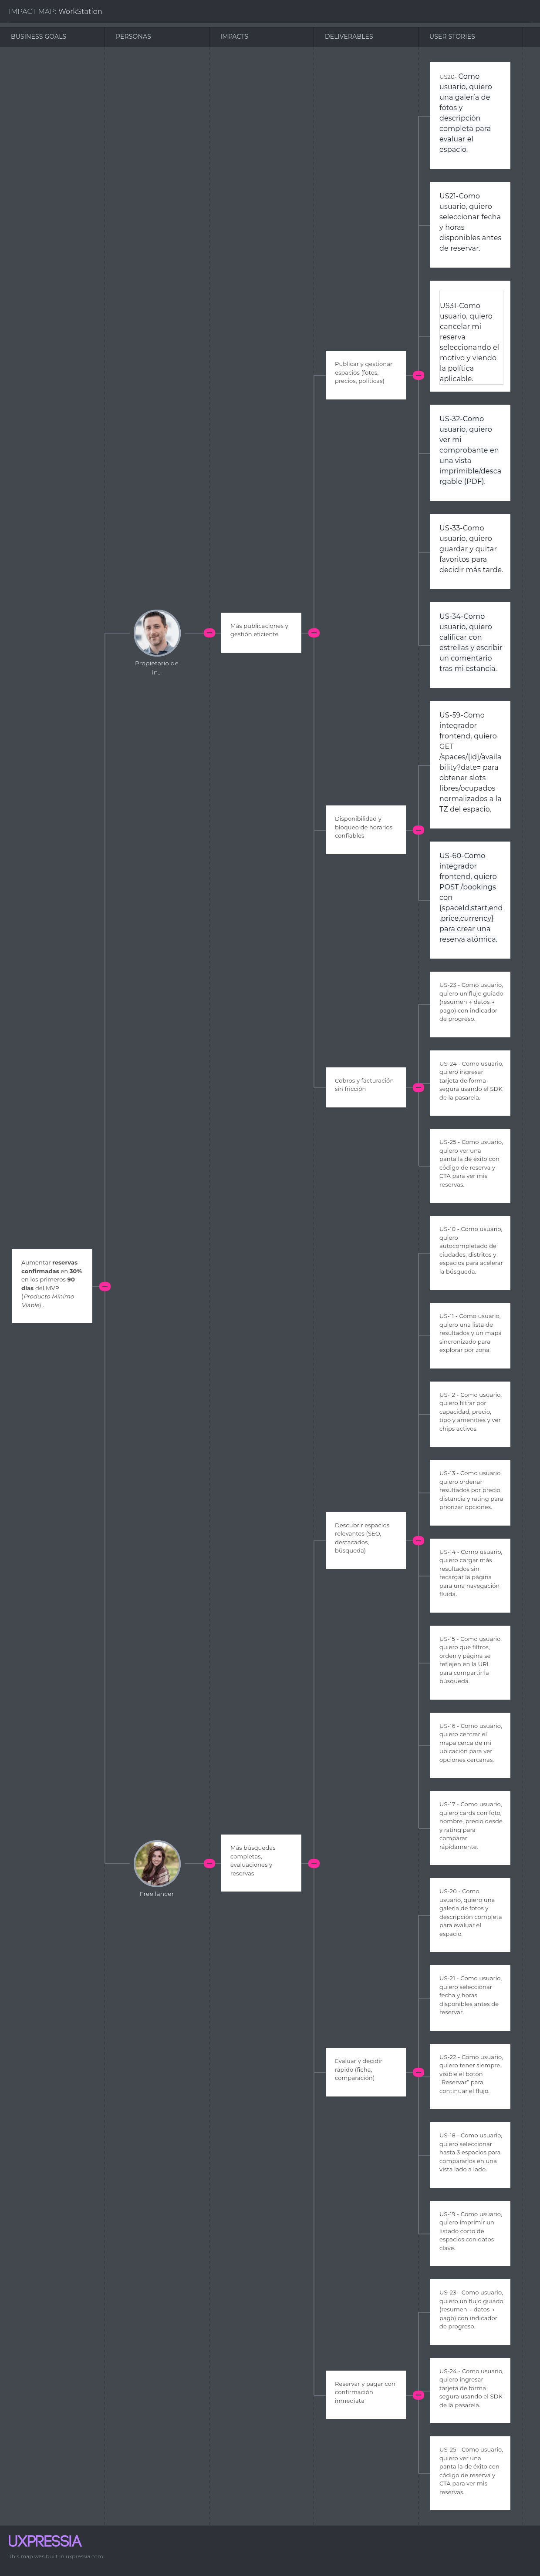 IMPACT MAP: WorkStation
BUSINESS GOALS
PERSONAS
IMPACTS
DELIVERABLES
USER STORIES
US20- Como
usuario, quiero
una galería de
fotos y
descripción
completa para
evaluar el
espacio.
US21-Como
usuario, quiero
seleccionar fecha
y horas
disponibles antes
de reservar.
US31-Como
usuario, quiero
cancelar mi
reserva
seleccionando el
motivo y viendo
la política
aplicable.
Publicar y gestionar
espacios (fotos,
precios, políticas)
US-32-Como
usuario, quiero
ver mi
comprobante en
una vista
imprimible/desca
rgable (PDF).
US-33-Como
usuario, quiero
guardar y quitar
favoritos para
decidir más tarde.
US-34-Como
usuario, quiero
calificar con
estrellas y escribir
un comentario
tras mi estancia.
Propietario de
in...
Más publicaciones y
gestión eficiente
US-59-Como
integrador
frontend, quiero
GET
/spaces/{id}/availa
bility?date= para
obtener slots
libres/ocupados
normalizados a la
TZ del espacio.
Disponibilidad y
bloqueo de horarios
confiables
US-60-Como
integrador
frontend, quiero
POST /bookings
con
{spaceId,start,end
,price,currency}
para crear una
reserva atómica.
US-23 - Como usuario,
quiero un flujo guiado
(resumen → datos →
pago) con indicador
de progreso.
Cobros y facturación
sin fricción
US-24 - Como usuario,
quiero ingresar
tarjeta de forma
segura usando el SDK
de la pasarela.
US-25 - Como usuario,
quiero ver una
pantalla de éxito con
código de reserva y
CTA para ver mis
reservas.
Aumentar reservas
confirmadas en 30%
en los primeros 90
días del MVP
(Producto Mínimo
Viable) .
US-10 - Como usuario,
quiero
autocompletado de
ciudades, distritos y
espacios para acelerar
la búsqueda.
US-11 - Como usuario,
quiero una lista de
resultados y un mapa
sincronizado para
explorar por zona.
US-12 - Como usuario,
quiero filtrar por
capacidad, precio,
tipo y amenities y ver
chips activos.
US-13 - Como usuario,
quiero ordenar
resultados por precio,
distancia y rating para
priorizar opciones.
Descubrir espacios
relevantes (SEO,
destacados,
búsqueda)
US-14 - Como usuario,
quiero cargar más
resultados sin
recargar la página
para una navegación
fluida.
US-15 - Como usuario,
quiero que filtros,
orden y página se
reflejen en la URL
para compartir la
búsqueda.
US-16 - Como usuario,
quiero centrar el
mapa cerca de mi
ubicación para ver
opciones cercanas.
US-17 - Como usuario,
quiero cards con foto,
nombre, precio desde
y rating para
comparar
rápidamente.
Free lancer
Más búsquedas
completas,
evaluaciones y
reservas
US-20 - Como
usuario, quiero una
galería de fotos y
descripción completa
para evaluar el
espacio.
US-21 - Como usuario,
quiero seleccionar
fecha y horas
disponibles antes de
reservar.
Evaluar y decidir
rápido (ficha,
comparación)
US-22 - Como usuario,
quiero tener siempre
visible el botón
"Reservar" para
continuar el flujo.
US-18 - Como usuario,
quiero seleccionar
hasta 3 espacios para
compararlos en una
vista lado a lado.
US-19 - Como usuario,
quiero imprimir un
listado corto de
espacios con datos
clave.
US-23 - Como usuario,
quiero un flujo guiado
(resumen → datos →
pago) con indicador
de progreso.
Reservar y pagar con
confirmación
inmediata
US-24 - Como usuario,
quiero ingresar
tarjeta de forma
segura usando el SDK
de la pasarela.
US-25 - Como usuario,
quiero ver una
pantalla de éxito con
código de reserva y
CTA para ver mis
reservas.
UXPRESSIA
This map was built in uxpressia.com